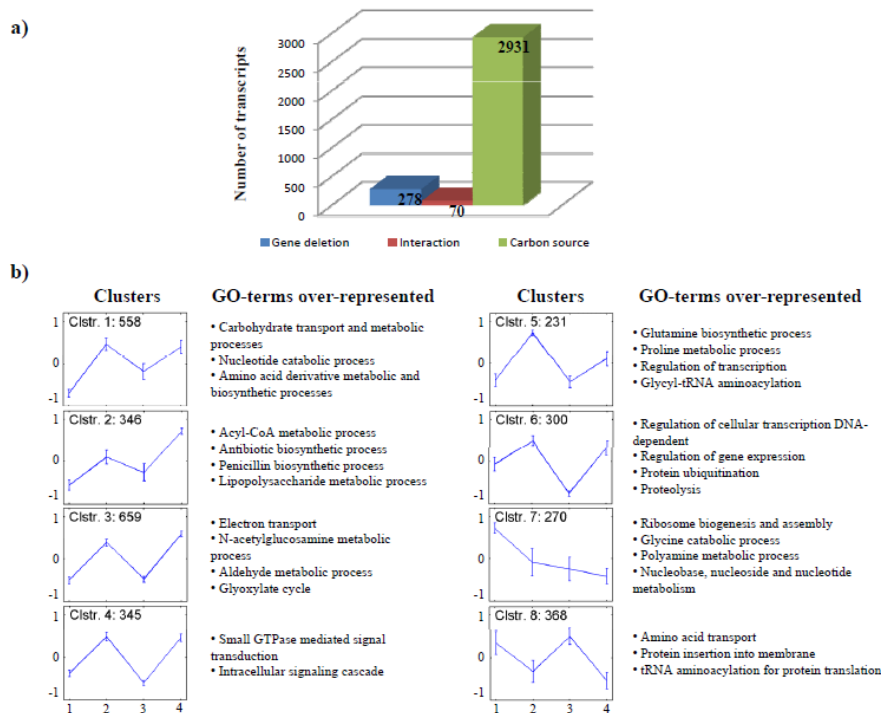 a)
Number of transcripts
3000
2500
2000
1500
1000
500
0
2931
278
70
Gene deletion
Interaction
Carbon source
b)
Clusters
GO-terms over-represented
1
0
-1
Clstr. 1: 558
• Carbohydrate transport and metabolic
processes
• Nucleotide catabolic process
• Amino acid derivative metabolic and
biosynthetic processes
1
0
-1
Clstr. 2: 346
• Acyl-CoA metabolic process
• Antibiotic biosynthetic process
• Penicillin biosynthetic process
• Lipopolysaccharide metabolic process
1
0
-1
Clstr. 3: 659
• Electron transport
• N-acetylglucosamine metabolic
process
• Aldehyde metabolic process
• Glyoxylate cycle
1
0
-1
Clstr. 4: 345
• Small GTPase mediated signal
transduction
• Intracellular signaling cascade
1 2 3 4
Clusters
GO-terms over-represented
1
0
-1
Clstr. 5: 231
• Glutamine biosynthetic process
• Proline metabolic process
• Regulation of transcription
• Glycyl-tRNA aminoacylation
1
0
-1
Clstr. 6: 300
• Regulation of cellular transcription DNA-
dependent
• Regulation of gene expression
• Protein ubiquitination
• Proteolysis
1
0
-1
Clstr. 7: 270
• Ribosome biogenesis and assembly
• Glycine catabolic process
• Polyamine metabolic process
• Nucleobase, nucleoside and nucleotide
metabolism
1
0
-1
Clstr. 8: 368
• Amino acid transport
• Protein insertion into membrane
• tRNA aminoacylation for protein translation
1 2 3 4